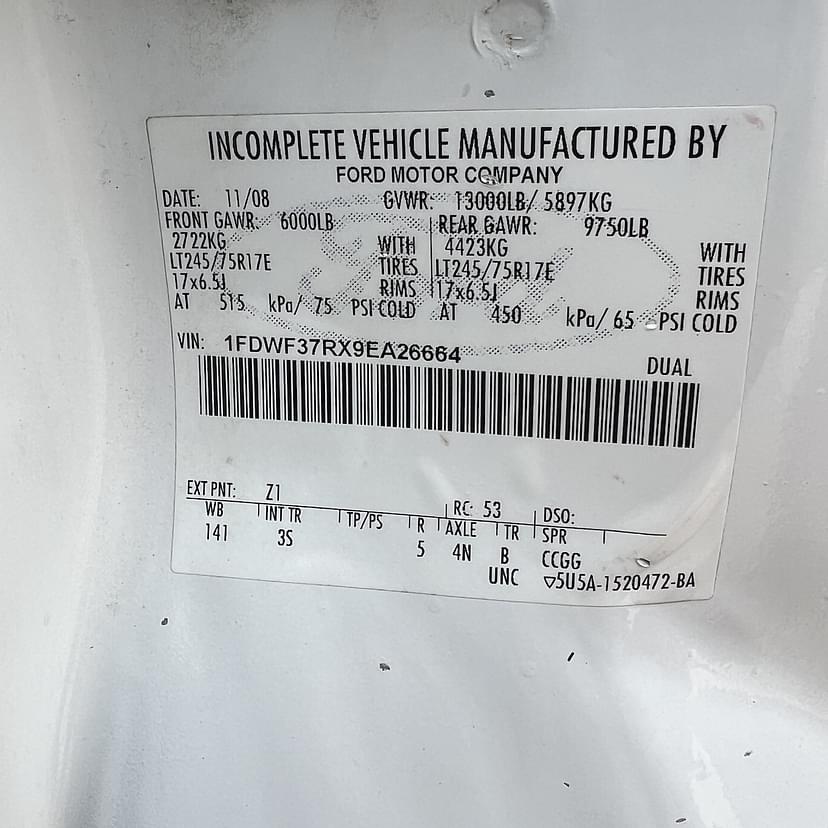 INCOMPLETE VEHICLE MANUFACTURED BY
FORD MOTOR COMPANY
DATE: 11/08 GVWR: 13000LB/ 5897KG
FRONT GAWR: 6000LB REAR GAWR: 9750LB
2722KG WITH 4423KG WITH
LT245/75R17E TIRES LT245/75R17E TIRES
17x6.5J RIMS 17x6.5J RIMS
AT 515 kPa/ 75 PSI COLD AT 450 kPa/ 65 PSI COLD
VIN: 1FDWF37RX9EA26664
DUAL
EXT PNT: Z1 RC: 53 DSO:
WB INT TR TP/PS R AXLE TR SPR
141 3S 5 4N B CCGG
UNC ▽5U5A-1520472-BA